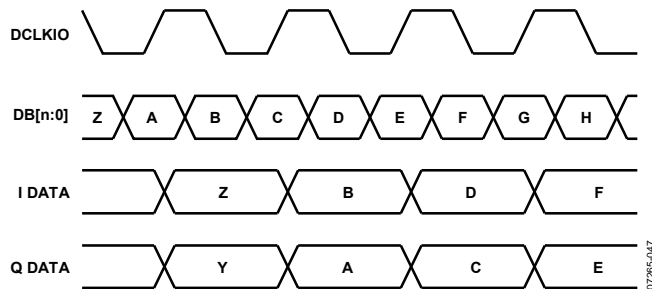 DCLKIO
DB[n:0] Z A B C D E F G H
I DATA Z B D F
Q DATA Y A C E
07265-047